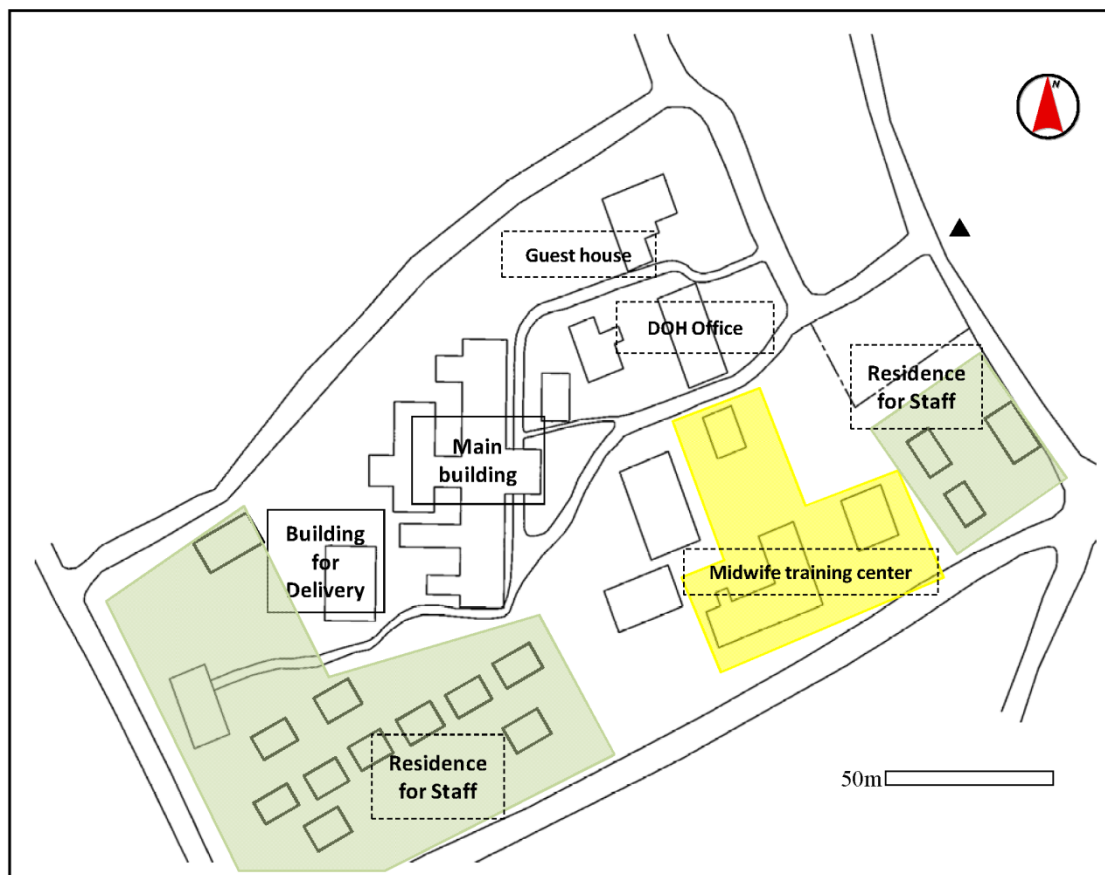 N
Guest house
DOH Office
Residence
for Staff
Main
building
Building
for
Delivery
Midwife training center
Residence
for Staff
50m